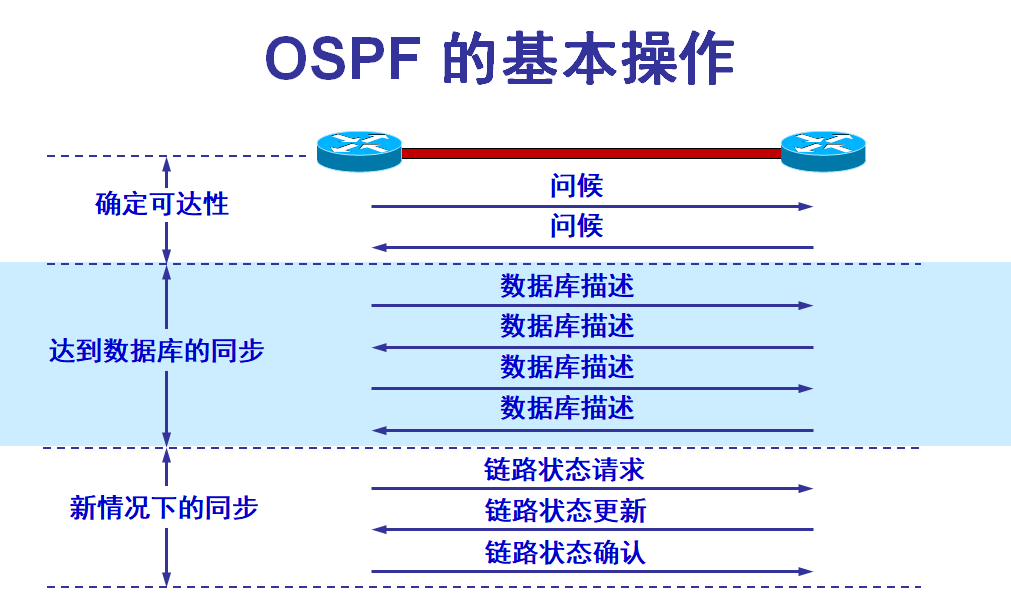 OSPF 的基本操作
问候
确定可达性
问候
数据库描述
数据库描述
达到数据库的同步
数据库描述
数据库描述
链路状态请求
新情况下的同步
链路状态更新
链路状态确认